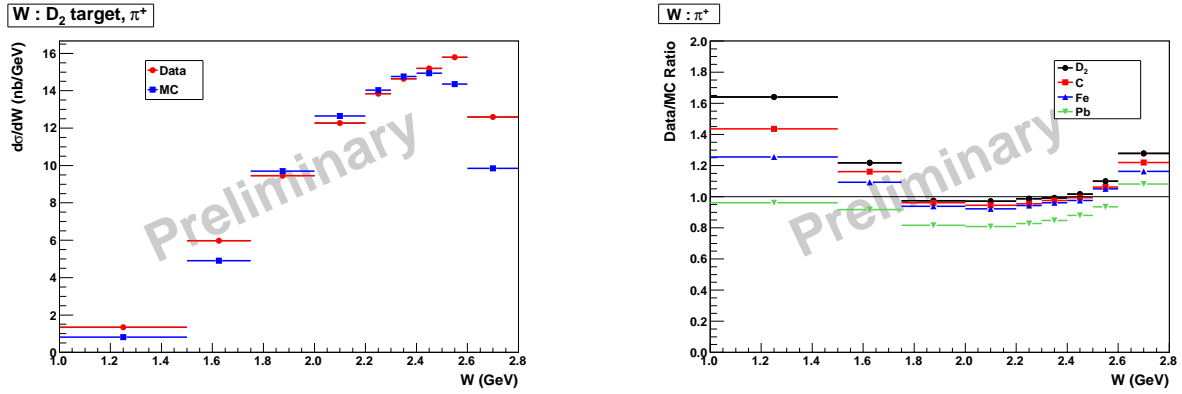 W : D₂ target, π⁺
dσ/dW (nb/GeV)
16
14
12
10
8
6
4
2
0
Data
MC
Preliminary
1.0 1.2 1.4 1.6 1.8 2.0 2.2 2.4 2.6 2.8
W (GeV)
W : π⁺
Data/MC Ratio
2.0
1.8
1.6
1.4
1.2
1.0
0.8
0.6
0.4
0.2
0.0
D₂
C
Fe
Pb
Preliminary
1.0 1.2 1.4 1.6 1.8 2.0 2.2 2.4 2.6 2.8
W (GeV)